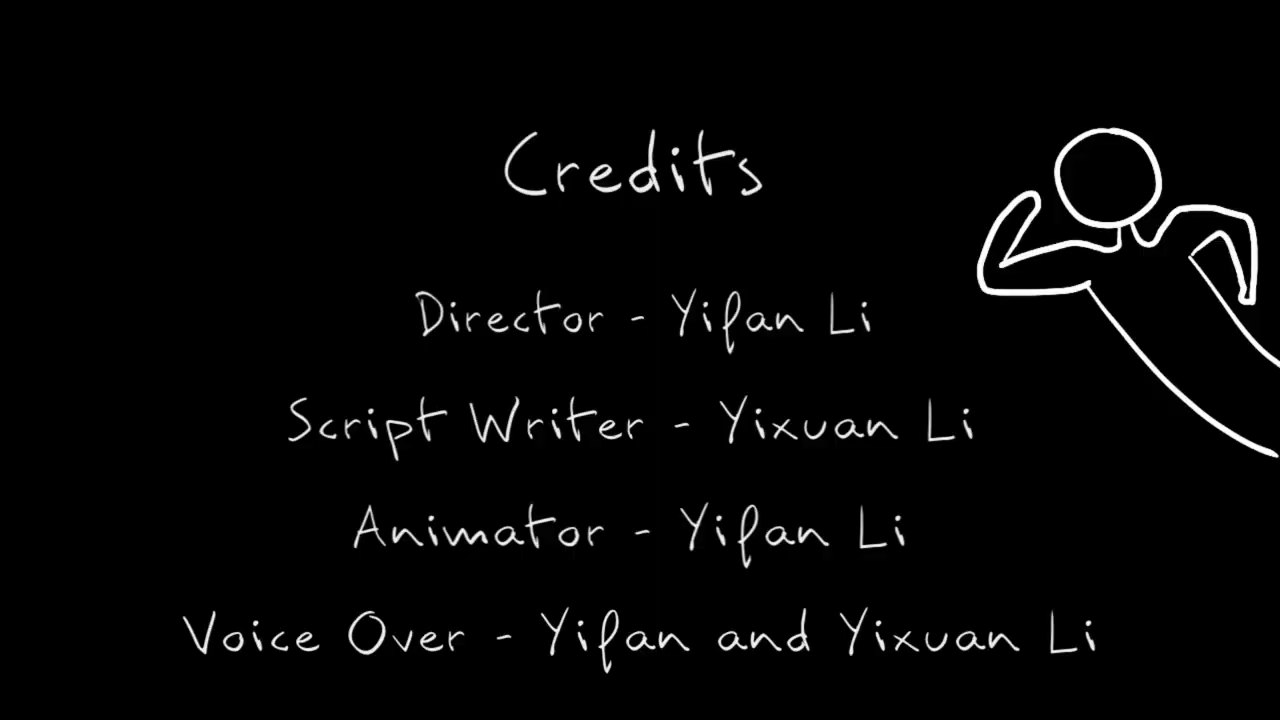 Credits
Director - Yifan Li
Script Writer - Yixuan Li
Animator - Yifan Li
Voice Over - Yifan and Yixuan Li